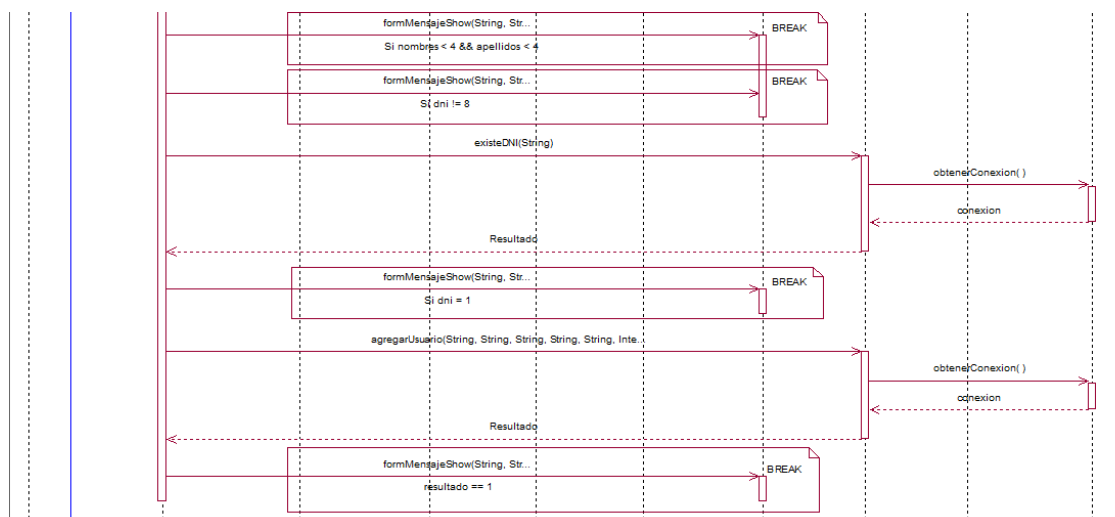 formMensajeShow(String, Str...
BREAK
Si nombres < 4 && apellidos < 4
formMensajeShow(String, Str...
BREAK
Si dni != 8
existeDNI(String)
obtenerConexion( )
conexion
Resultado
formMensajeShow(String, Str...
BREAK
Si dni = 1
agregarUsuario(String, String, String, String, String, Inte...
obtenerConexion( )
conexion
Resultado
formMensajeShow(String, Str...
BREAK
resultado == 1